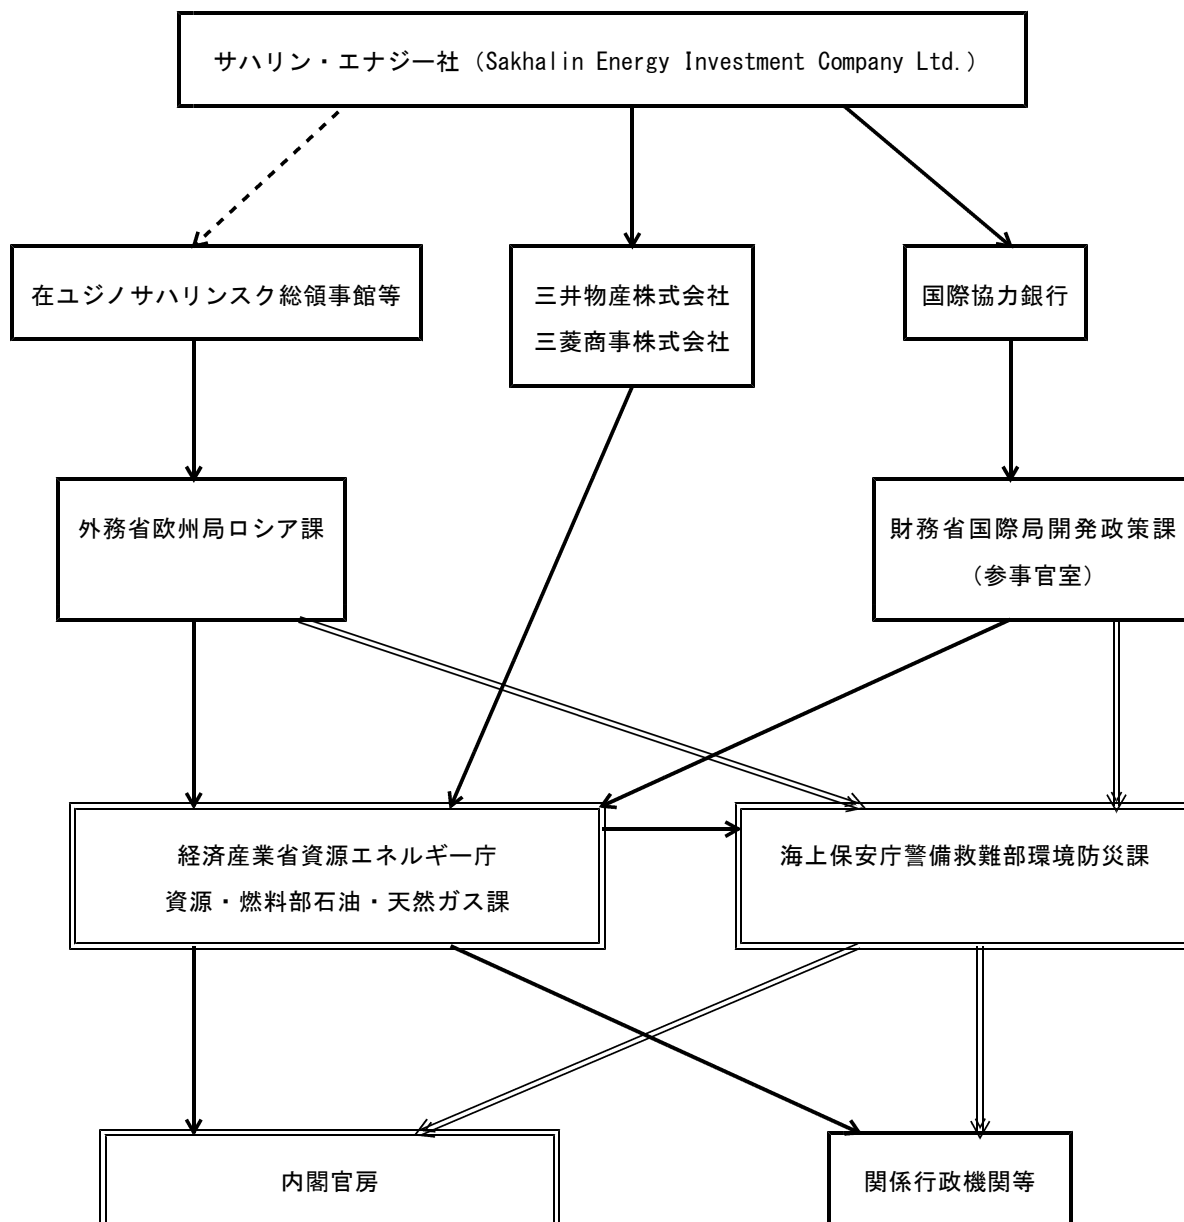 サハリン・エナジー社（Sakhalin Energy Investment Company Ltd.）
在ユジノサハリンスク総領事館等
三井物産株式会社
三菱商事株式会社
国際協力銀行
外務省欧州局ロシア課
財務省国際局開発政策課
（参事官室）
経済産業省資源エネルギー庁
資源・燃料部石油・天然ガス課
海上保安庁警備救難部環境防災課
内閣官房
関係行政機関等